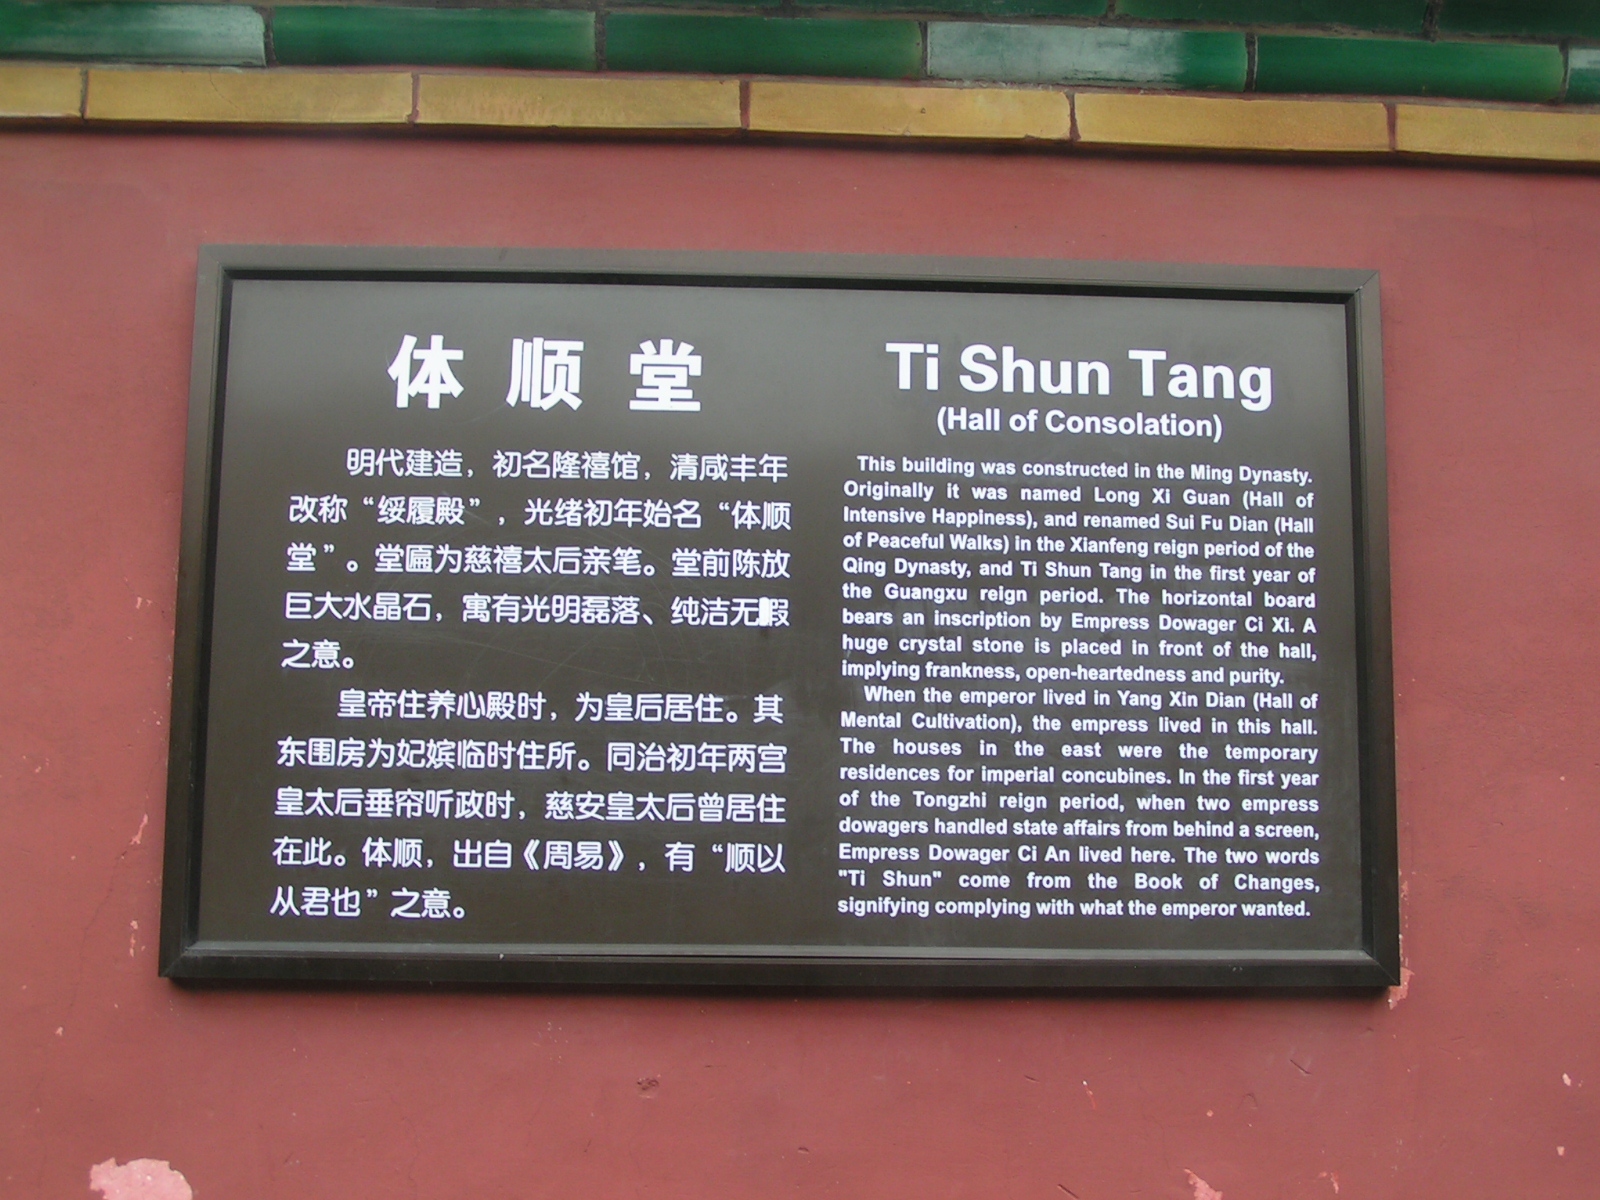 体 顺 堂
明代建造，初名隆禧馆，清咸丰年
改称“绥履殿”，光绪初年始名“体顺
堂”。堂匾为慈禧太后亲笔。堂前陈放
巨大水晶石，寓有光明磊落、纯洁无暇
之意。
皇帝住养心殿时，为皇后居住。其
东围房为妃嫔临时住所。同治初年两宫
皇太后垂帘听政时，慈安皇太后曾居住
在此。体顺，出自《周易》，有“顺以
从君也”之意。
Ti Shun Tang
(Hall of Consolation)
This building was constructed in the Ming Dynasty.
Originally it was named Long Xi Guan (Hall of
Intensive Happiness), and renamed Sui Fu Dian (Hall
of Peaceful Walks) in the Xianfeng reign period of the
Qing Dynasty, and Ti Shun Tang in the first year of
the Guangxu reign period. The horizontal board
bears an inscription by Empress Dowager Ci Xi. A
huge crystal stone is placed in front of the hall,
implying frankness, open-heartedness and purity.
When the emperor lived in Yang Xin Dian (Hall of
Mental Cultivation), the empress lived in this hall.
The houses in the east were the temporary
residences for imperial concubines. In the first year
of the Tongzhi reign period, when two empress
dowagers handled state affairs from behind a screen,
Empress Dowager Ci An lived here. The two words
"Ti Shun" come from the Book of Changes,
signifying complying with what the emperor wanted.